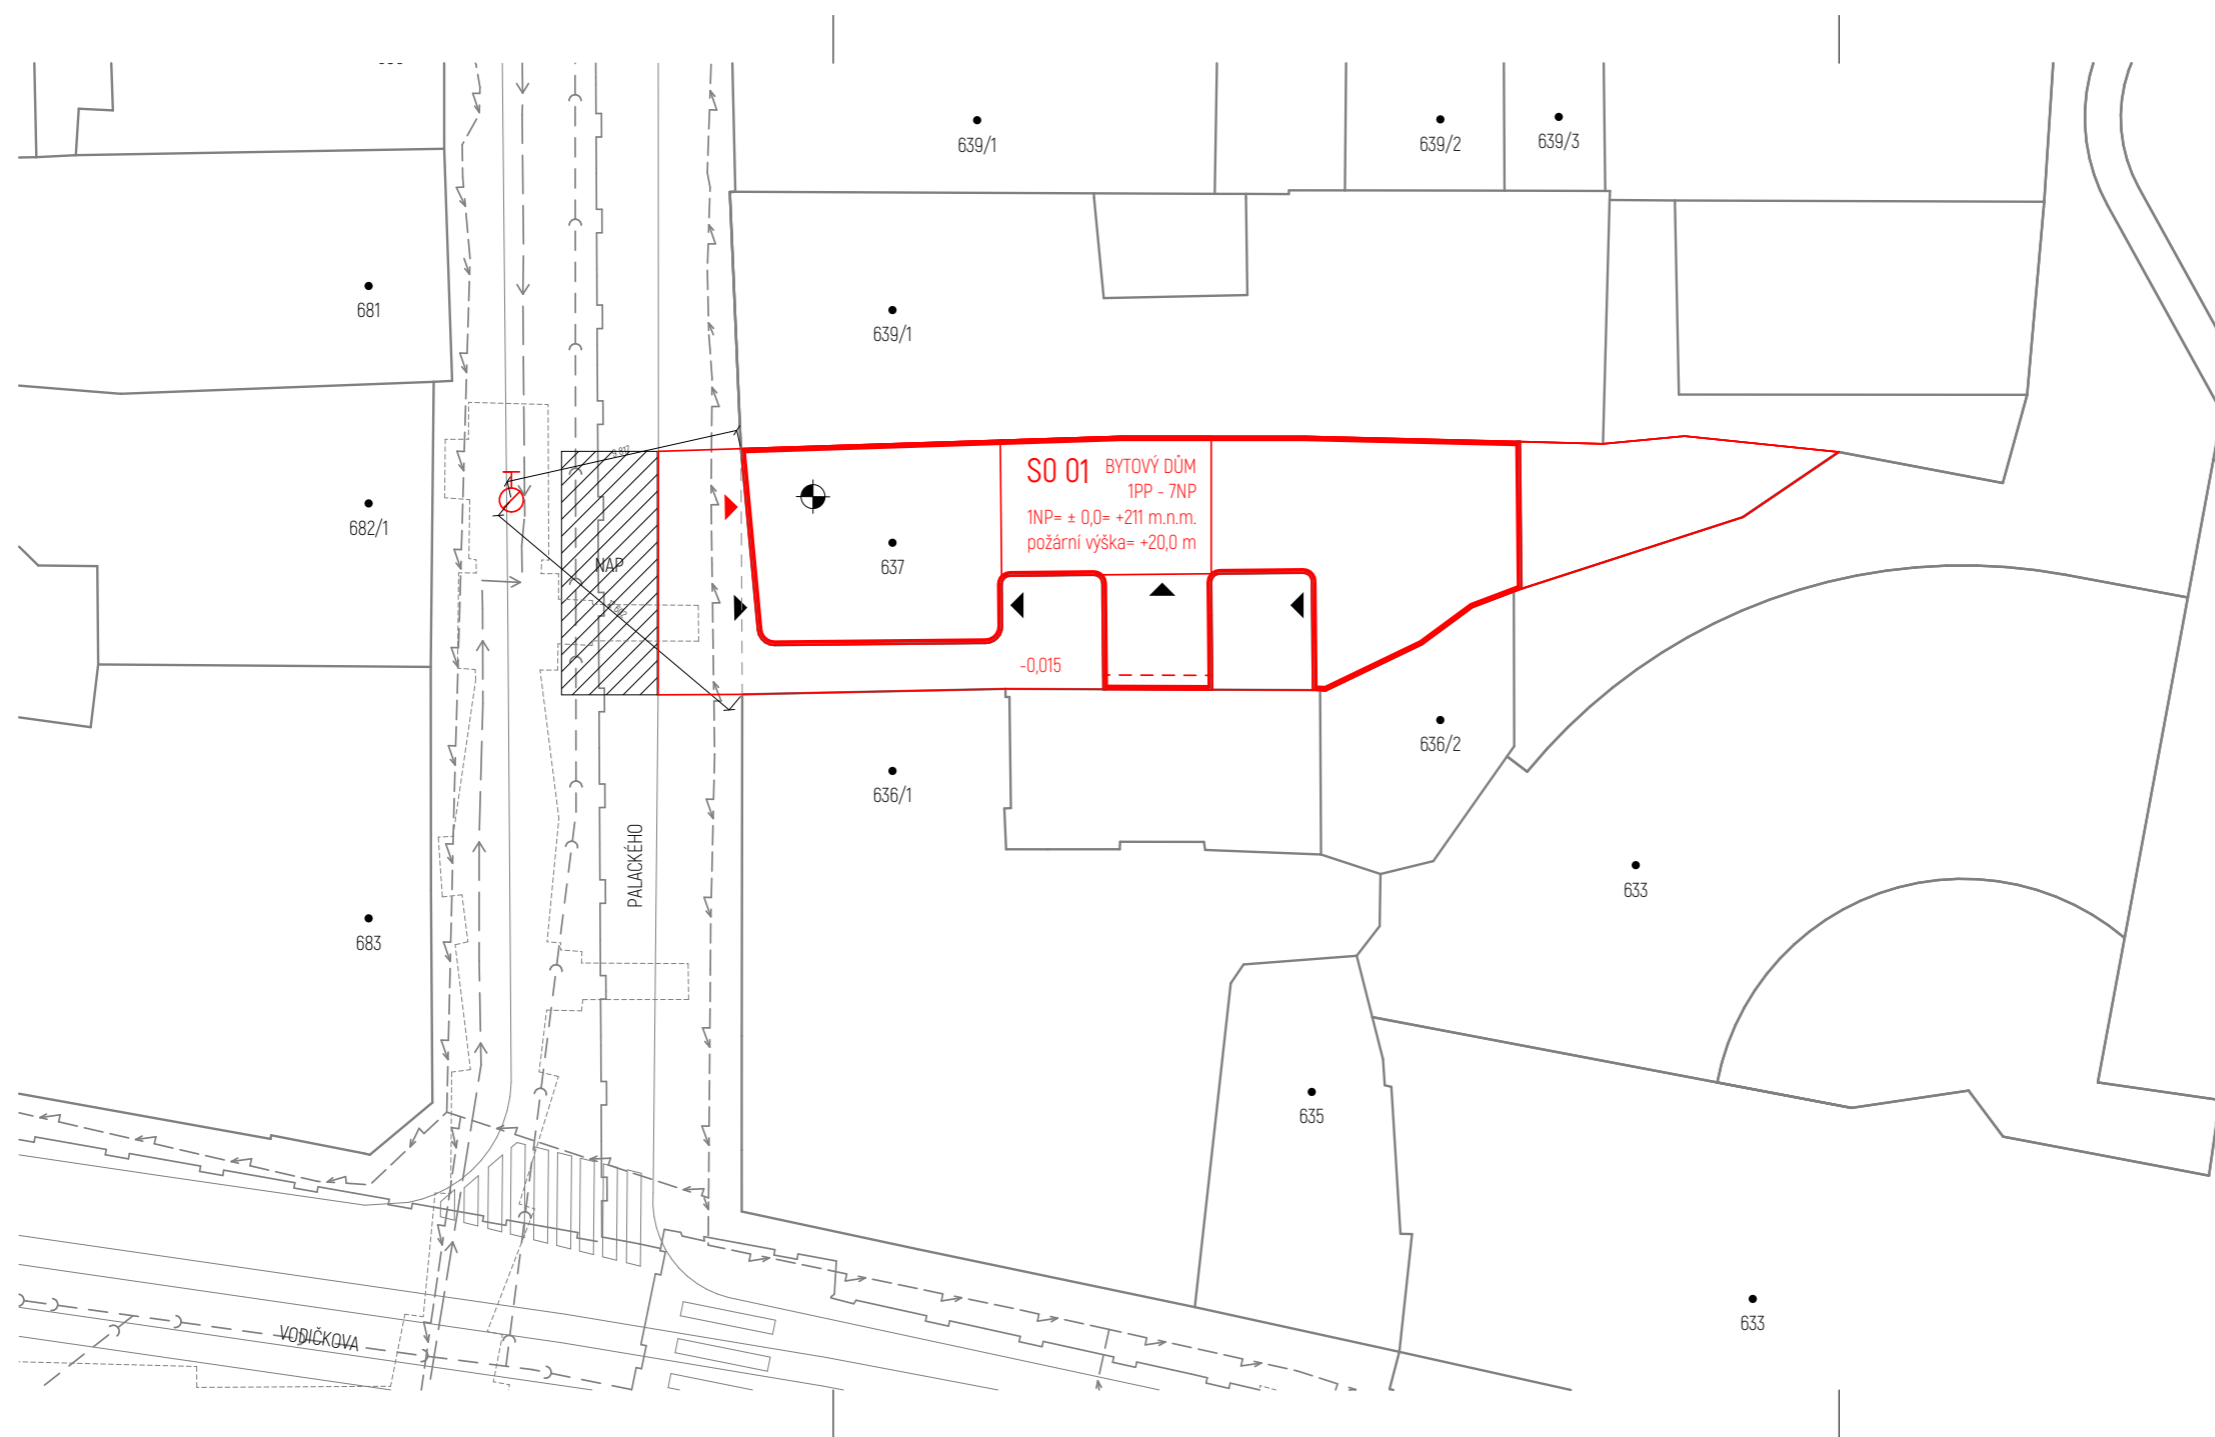 639/1
639/2
639/3
681
639/1
682/1
SO 01
BYTOVÝ DŮM
1PP - 7NP
1NP= ± 0,0= +211 m.n.m.
požární výška= +20,0 m
637
NAP
-0,015
636/2
636/1
PALACKÉHO
633
683
635
633
VODIČKOVA